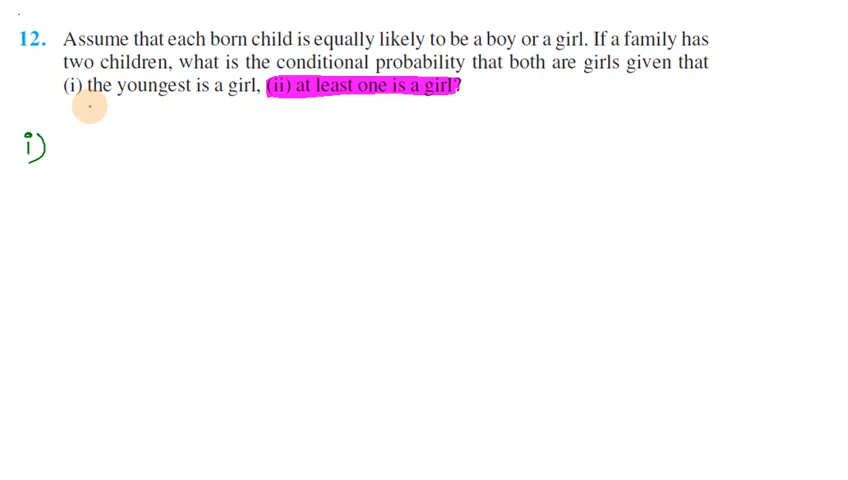 12. Assume that each born child is equally likely to be a boy or a girl. If a family has
two children, what is the conditional probability that both are girls given that
(i) the youngest is a girl, (ii) at least one is a girl?
i)